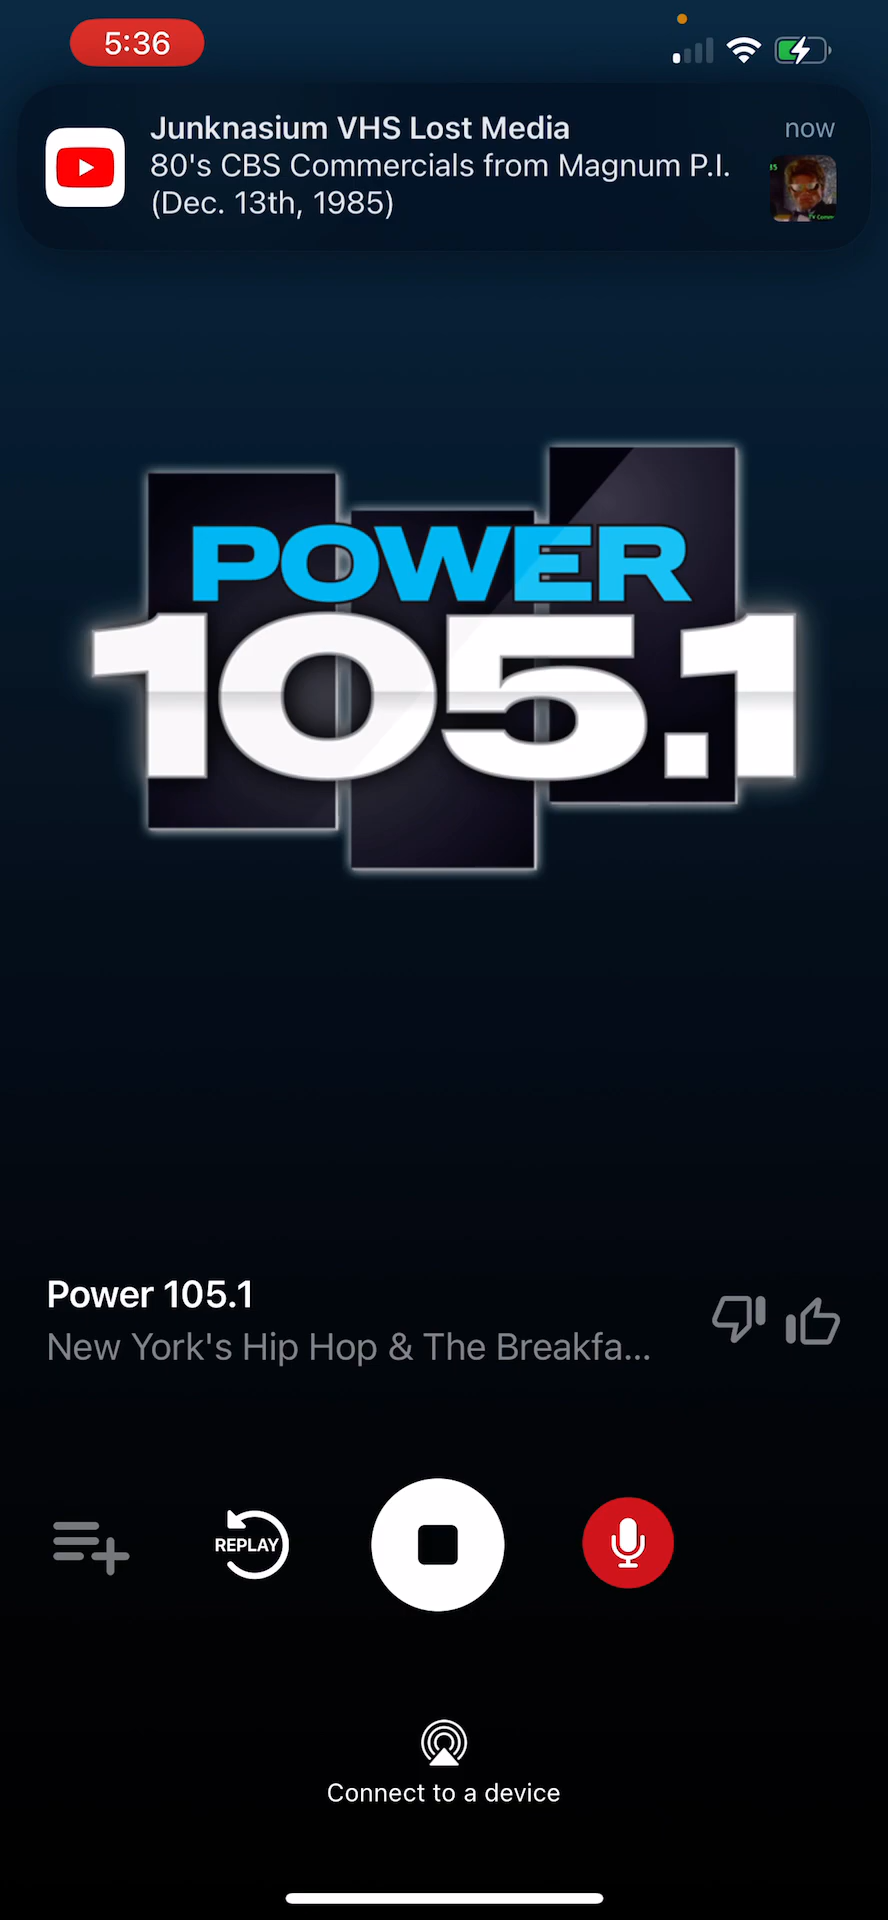 5:36
Junknasium VHS Lost Media
now
80's CBS Commercials from Magnum P.I.
(Dec. 13th, 1985)
POWER
105.1
Power 105.1
New York's Hip Hop & The Breakfa...
REPLAY
Connect to a device